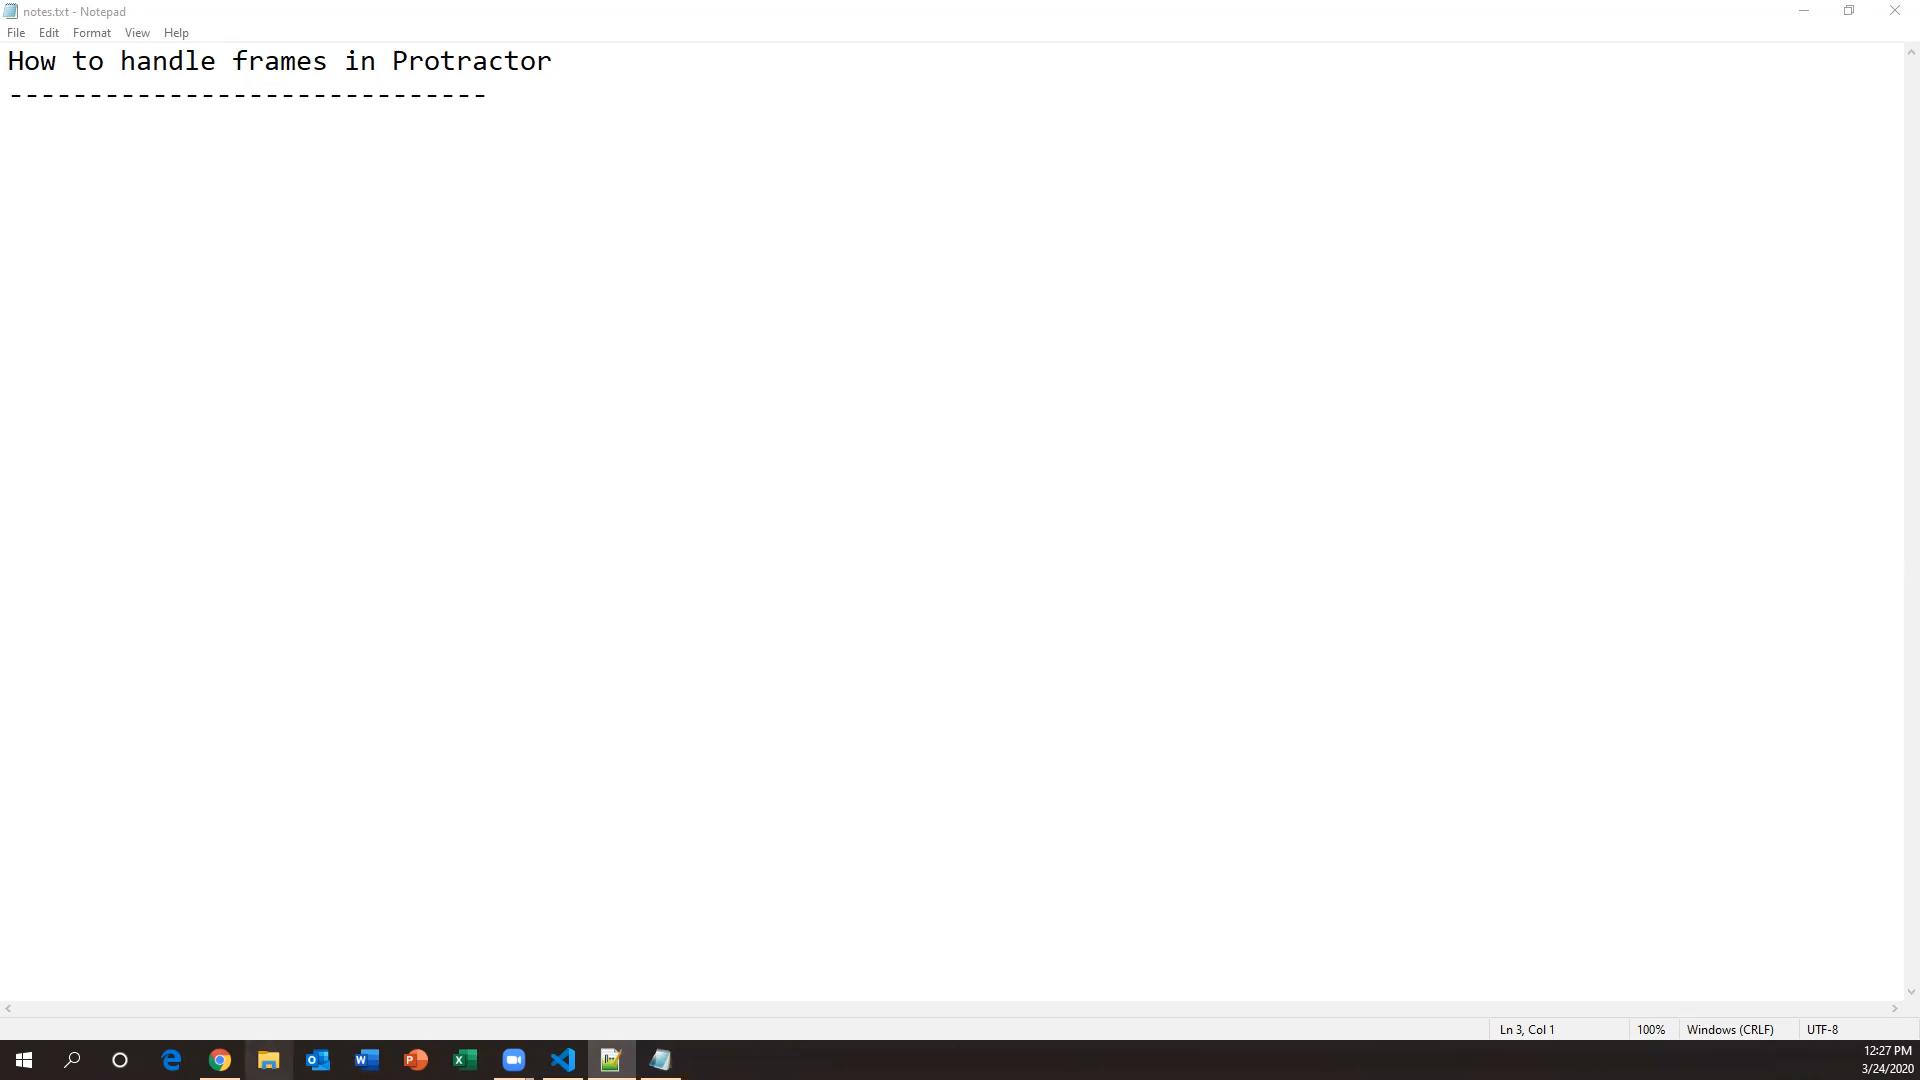 notes.txt - Notepad
File Edit Format View Help
How to handle frames in Protractor
------------------------------
Ln 3, Col 1 100% Windows (CRLF) UTF-8
12:27 PM
3/24/2020